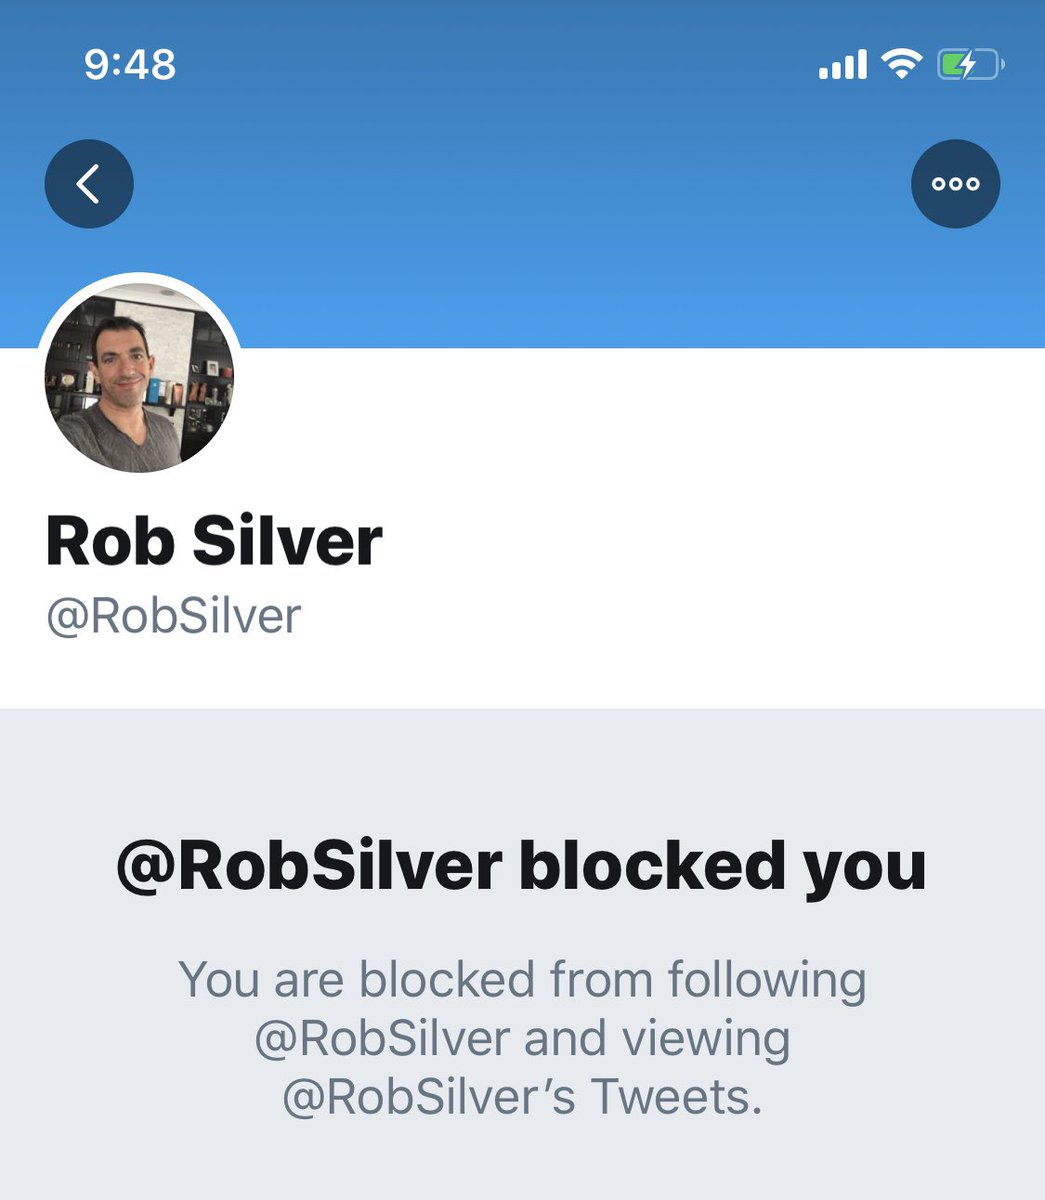 9:48
Rob Silver
@RobSilver
@RobSilver blocked you
You are blocked from following
@RobSilver and viewing
@RobSilver’s Tweets.